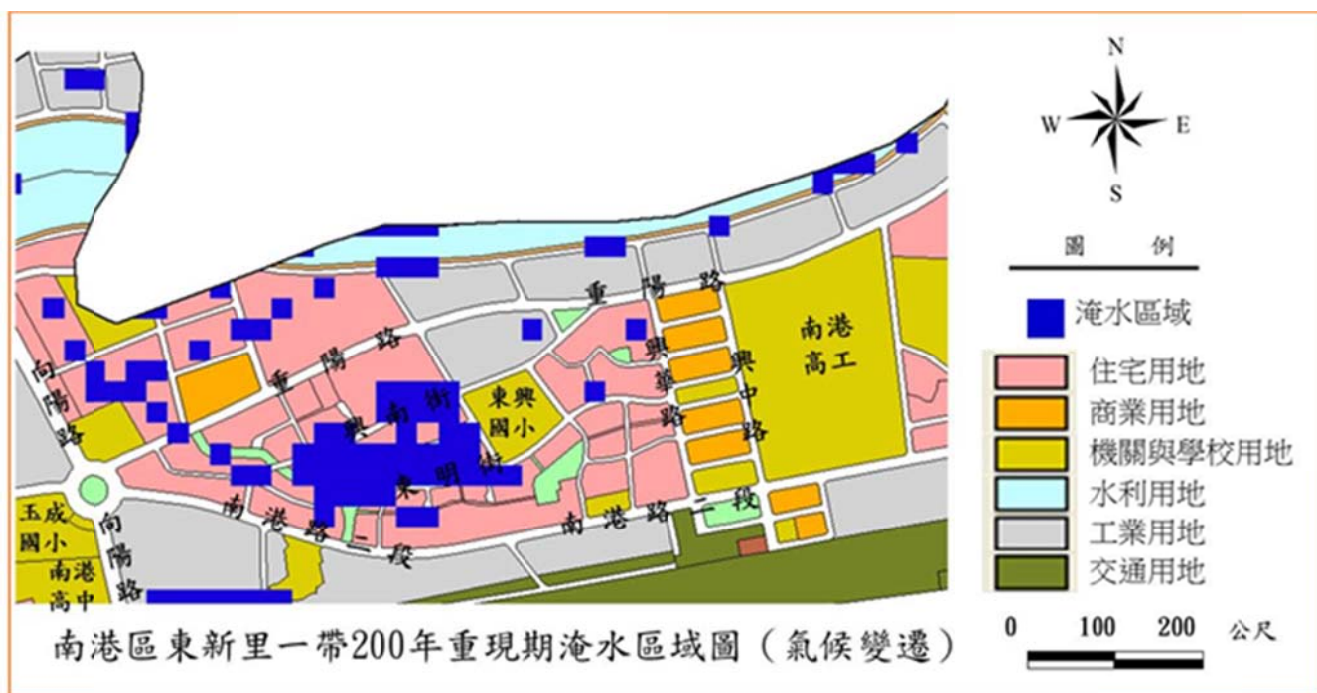 N
W E
S
圖 例
淹水區域
住宅用地
商業用地
機關與學校用地
水利用地
工業用地
交通用地
0 100 200 公尺
重陽路
重陽路
向陽路
向陽路
興南街
東明街
東興
國小
興華路
興中路
南港
高工
南港路二段
南港路二段
玉成
國小
南港
高中
南港區東新里一帶200年重現期淹水區域圖（氣候變遷）